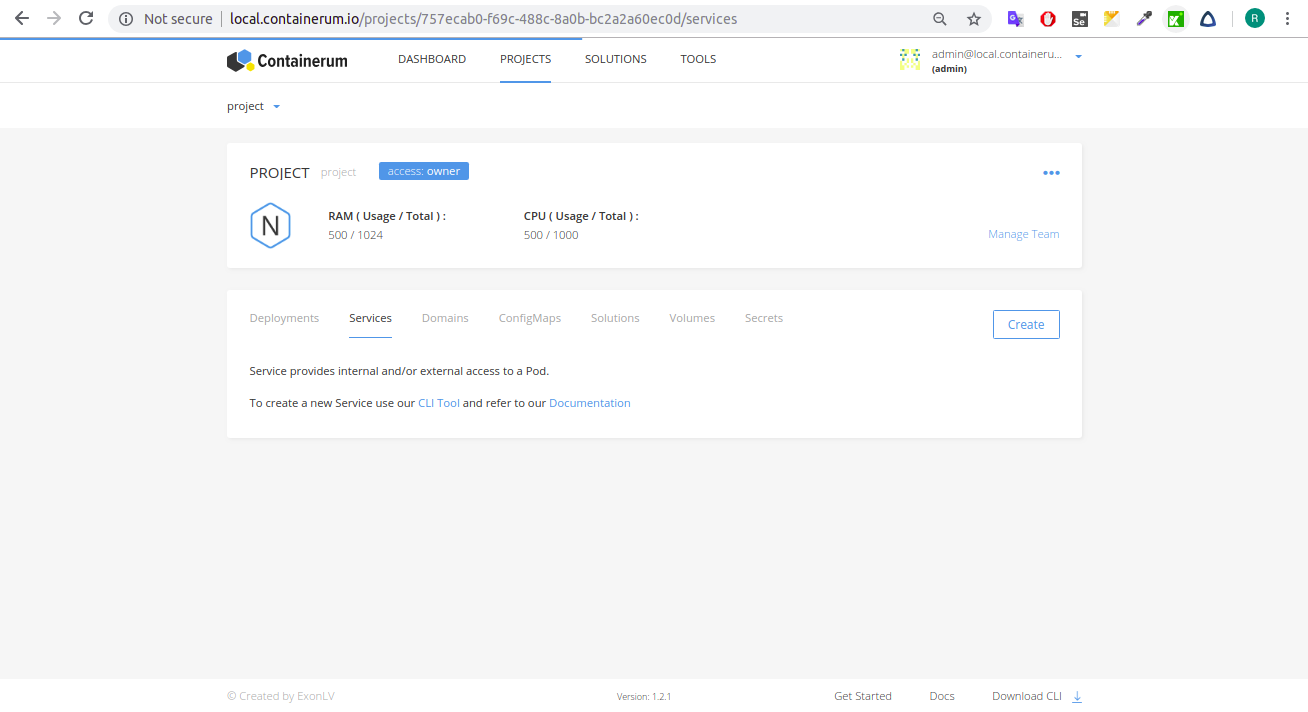 Not secure | local.containerum.io/projects/757ecab0-f69c-488c-8a0b-bc2a2a60ec0d/services
Se
R
Containerum
DASHBOARD PROJECTS SOLUTIONS TOOLS
admin@local.containeru...
(admin)
project
PROJECT project access: owner
N
RAM ( Usage / Total ) : CPU ( Usage / Total ) :
500 / 1024 500 / 1000
Manage Team
Deployments Services Domains ConfigMaps Solutions Volumes Secrets
Create
Service provides internal and/or external access to a Pod.
To create a new Service use our CLI Tool and refer to our Documentation
© Created by ExonLV Version: 1.2.1 Get Started Docs Download CLI